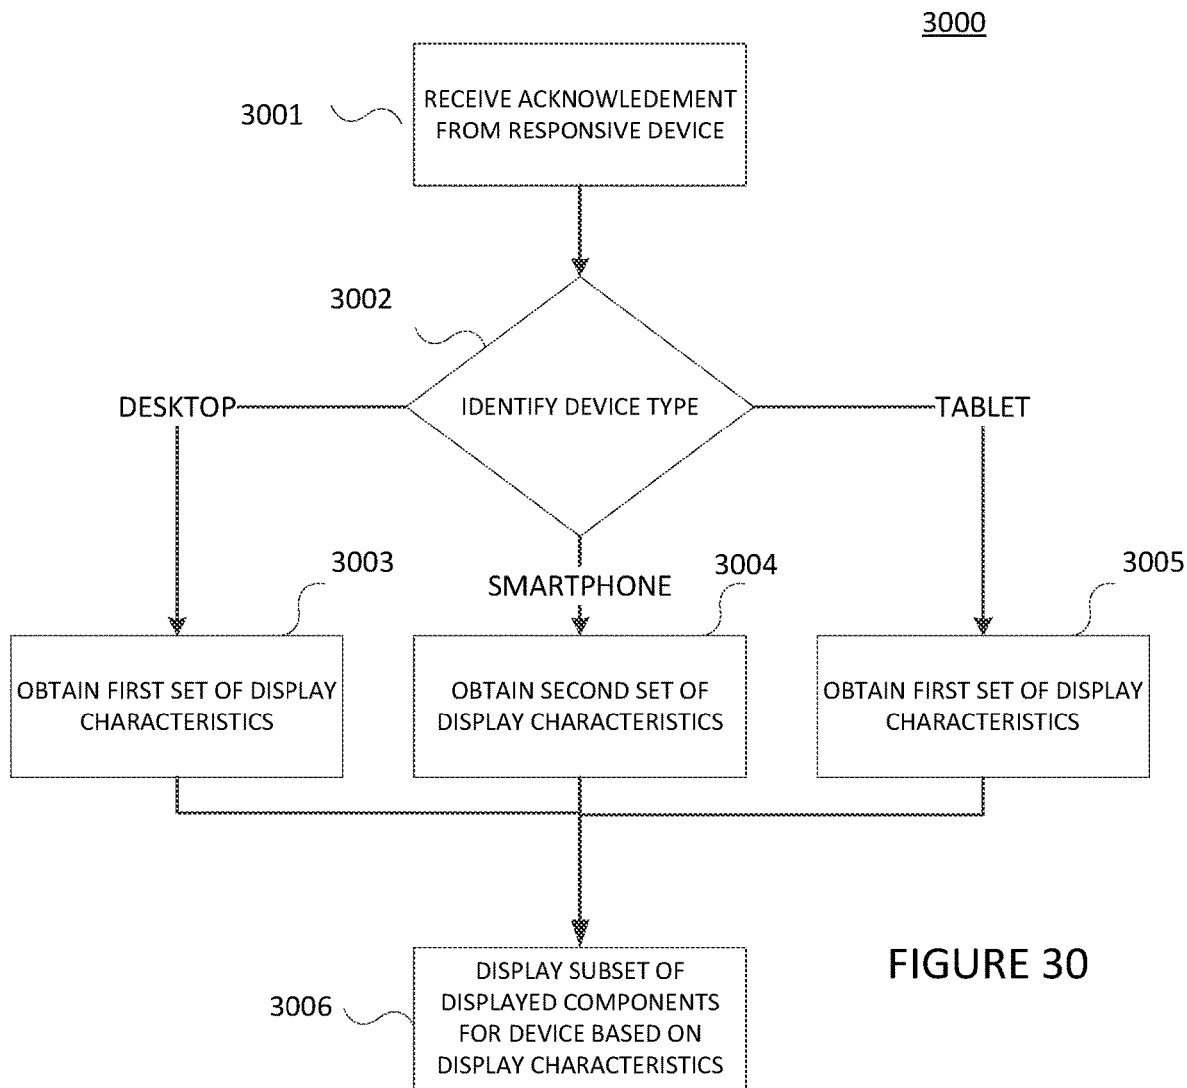 3000
3001
RECEIVE ACKNOWLEDEMENT
FROM RESPONSIVE DEVICE
3002
DESKTOP
IDENTIFY DEVICE TYPE
TABLET
3003
SMARTPHONE
3004
3005
OBTAIN FIRST SET OF DISPLAY
CHARACTERISTICS
OBTAIN SECOND SET OF
DISPLAY CHARACTERISTICS
OBTAIN FIRST SET OF DISPLAY
CHARACTERISTICS
3006
DISPLAY SUBSET OF
DISPLAYED COMPONENTS
FOR DEVICE BASED ON
DISPLAY CHARACTERISTICS
FIGURE 30